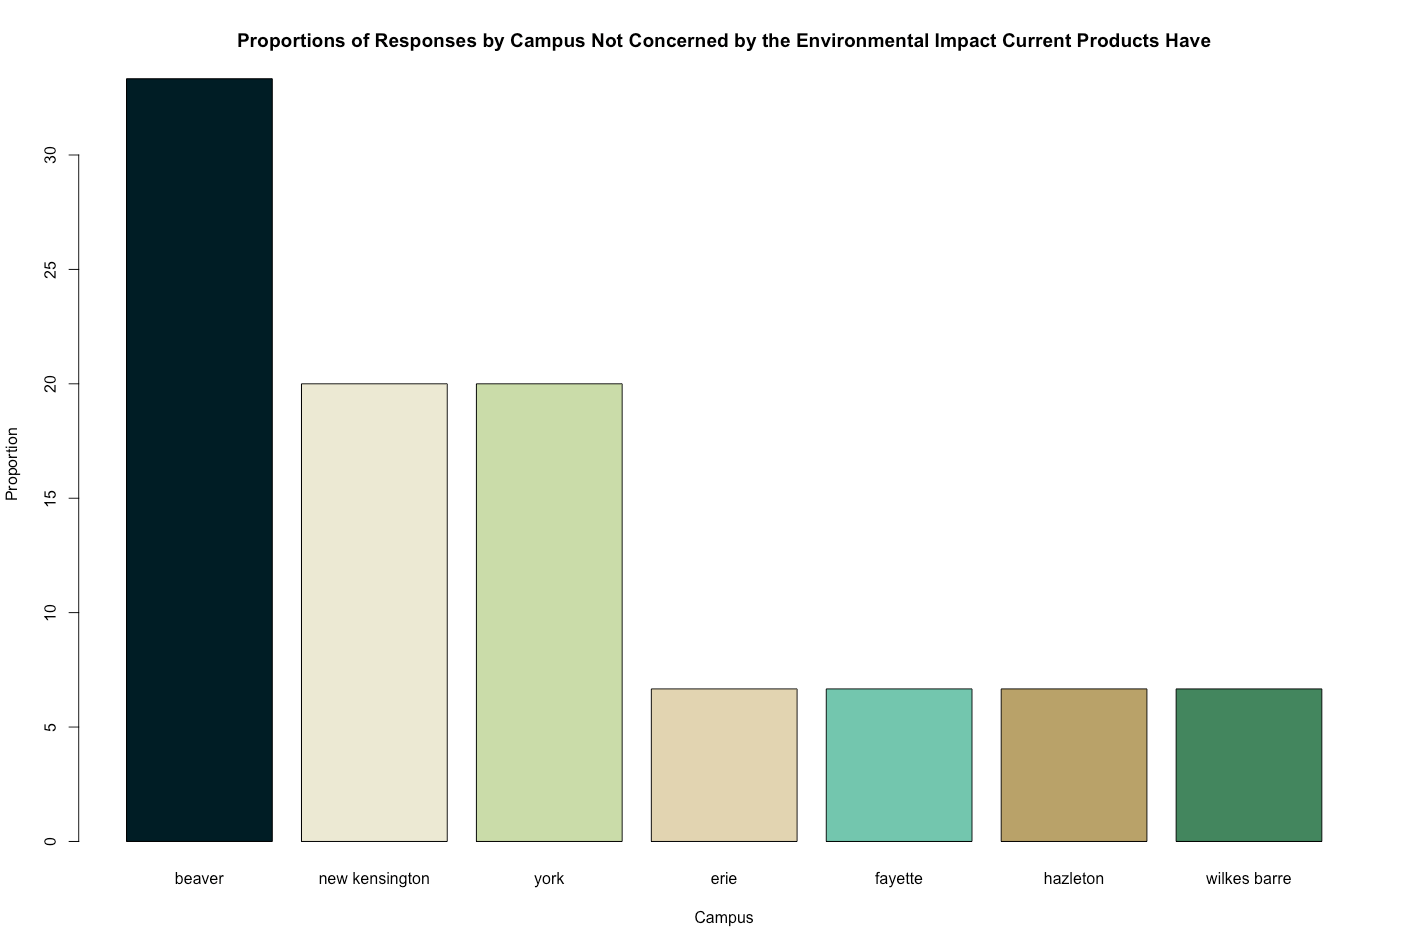 Proportions of Responses by Campus Not Concerned by the Environmental Impact Current Products Have
Proportion
30
25
20
15
10
5
0
beaver new kensington york erie fayette hazleton wilkes barre
Campus